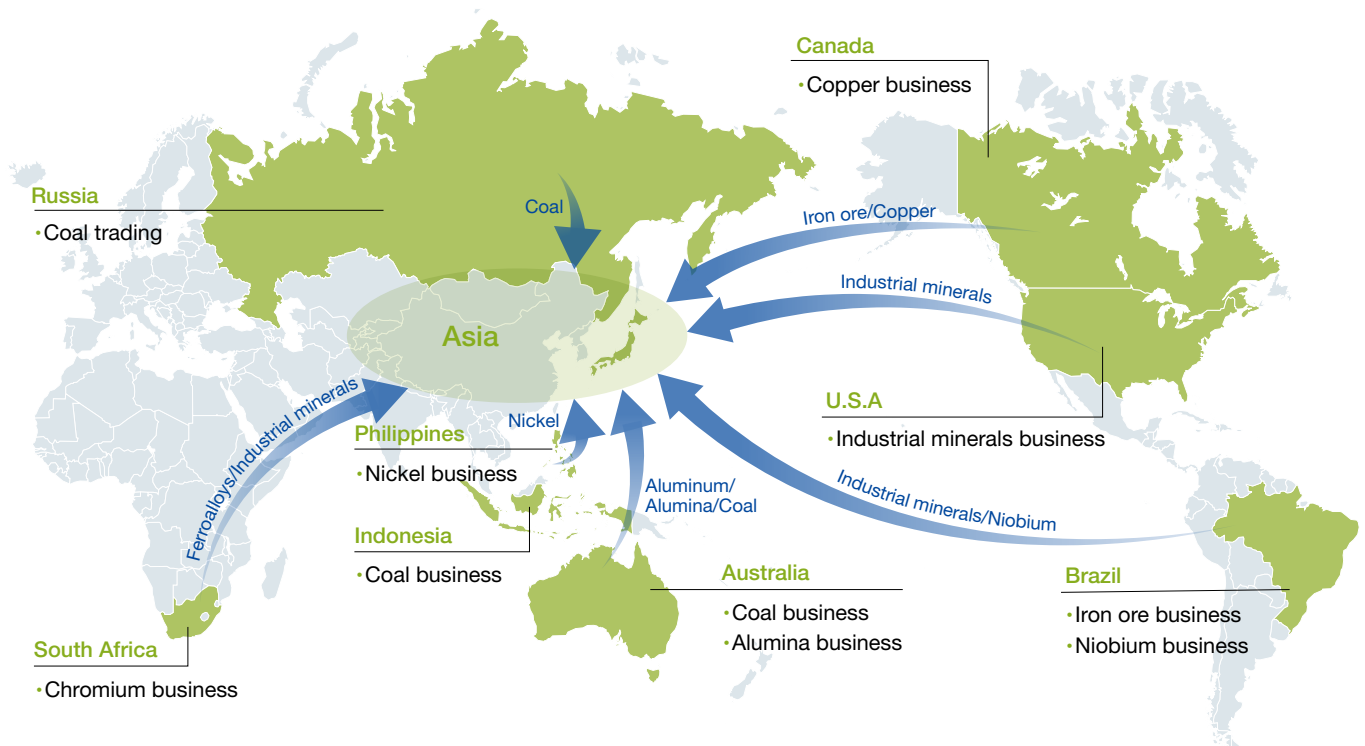 Canada
•Copper business
Russia
•Coal trading
Coal
Iron ore/Copper
Industrial minerals
Asia
Ferroalloys/Industrial minerals
Nickel
Philippines
•Nickel business
U.S.A
•Industrial minerals business
Aluminum/
Alumina/Coal
Industrial minerals/Niobium
Indonesia
•Coal business
Australia
•Coal business
•Alumina business
Brazil
•Iron ore business
•Niobium business
South Africa
•Chromium business